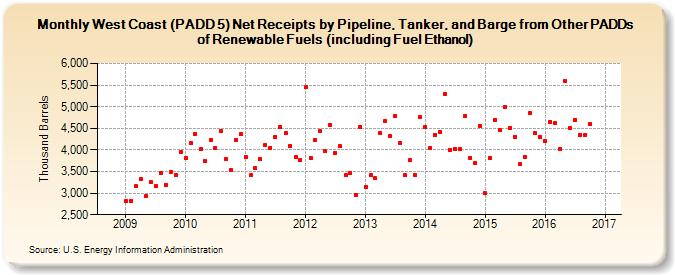 Monthly West Coast (PADD 5) Net Receipts by Pipeline, Tanker, and Barge from Other PADDs
of Renewable Fuels (including Fuel Ethanol)
Thousand Barrels
6,000
5,500
5,000
4,500
4,000
3,500
3,000
2,500
2009 2010 2011 2012 2013 2014 2015 2016 2017
Source: U.S. Energy Information Administration